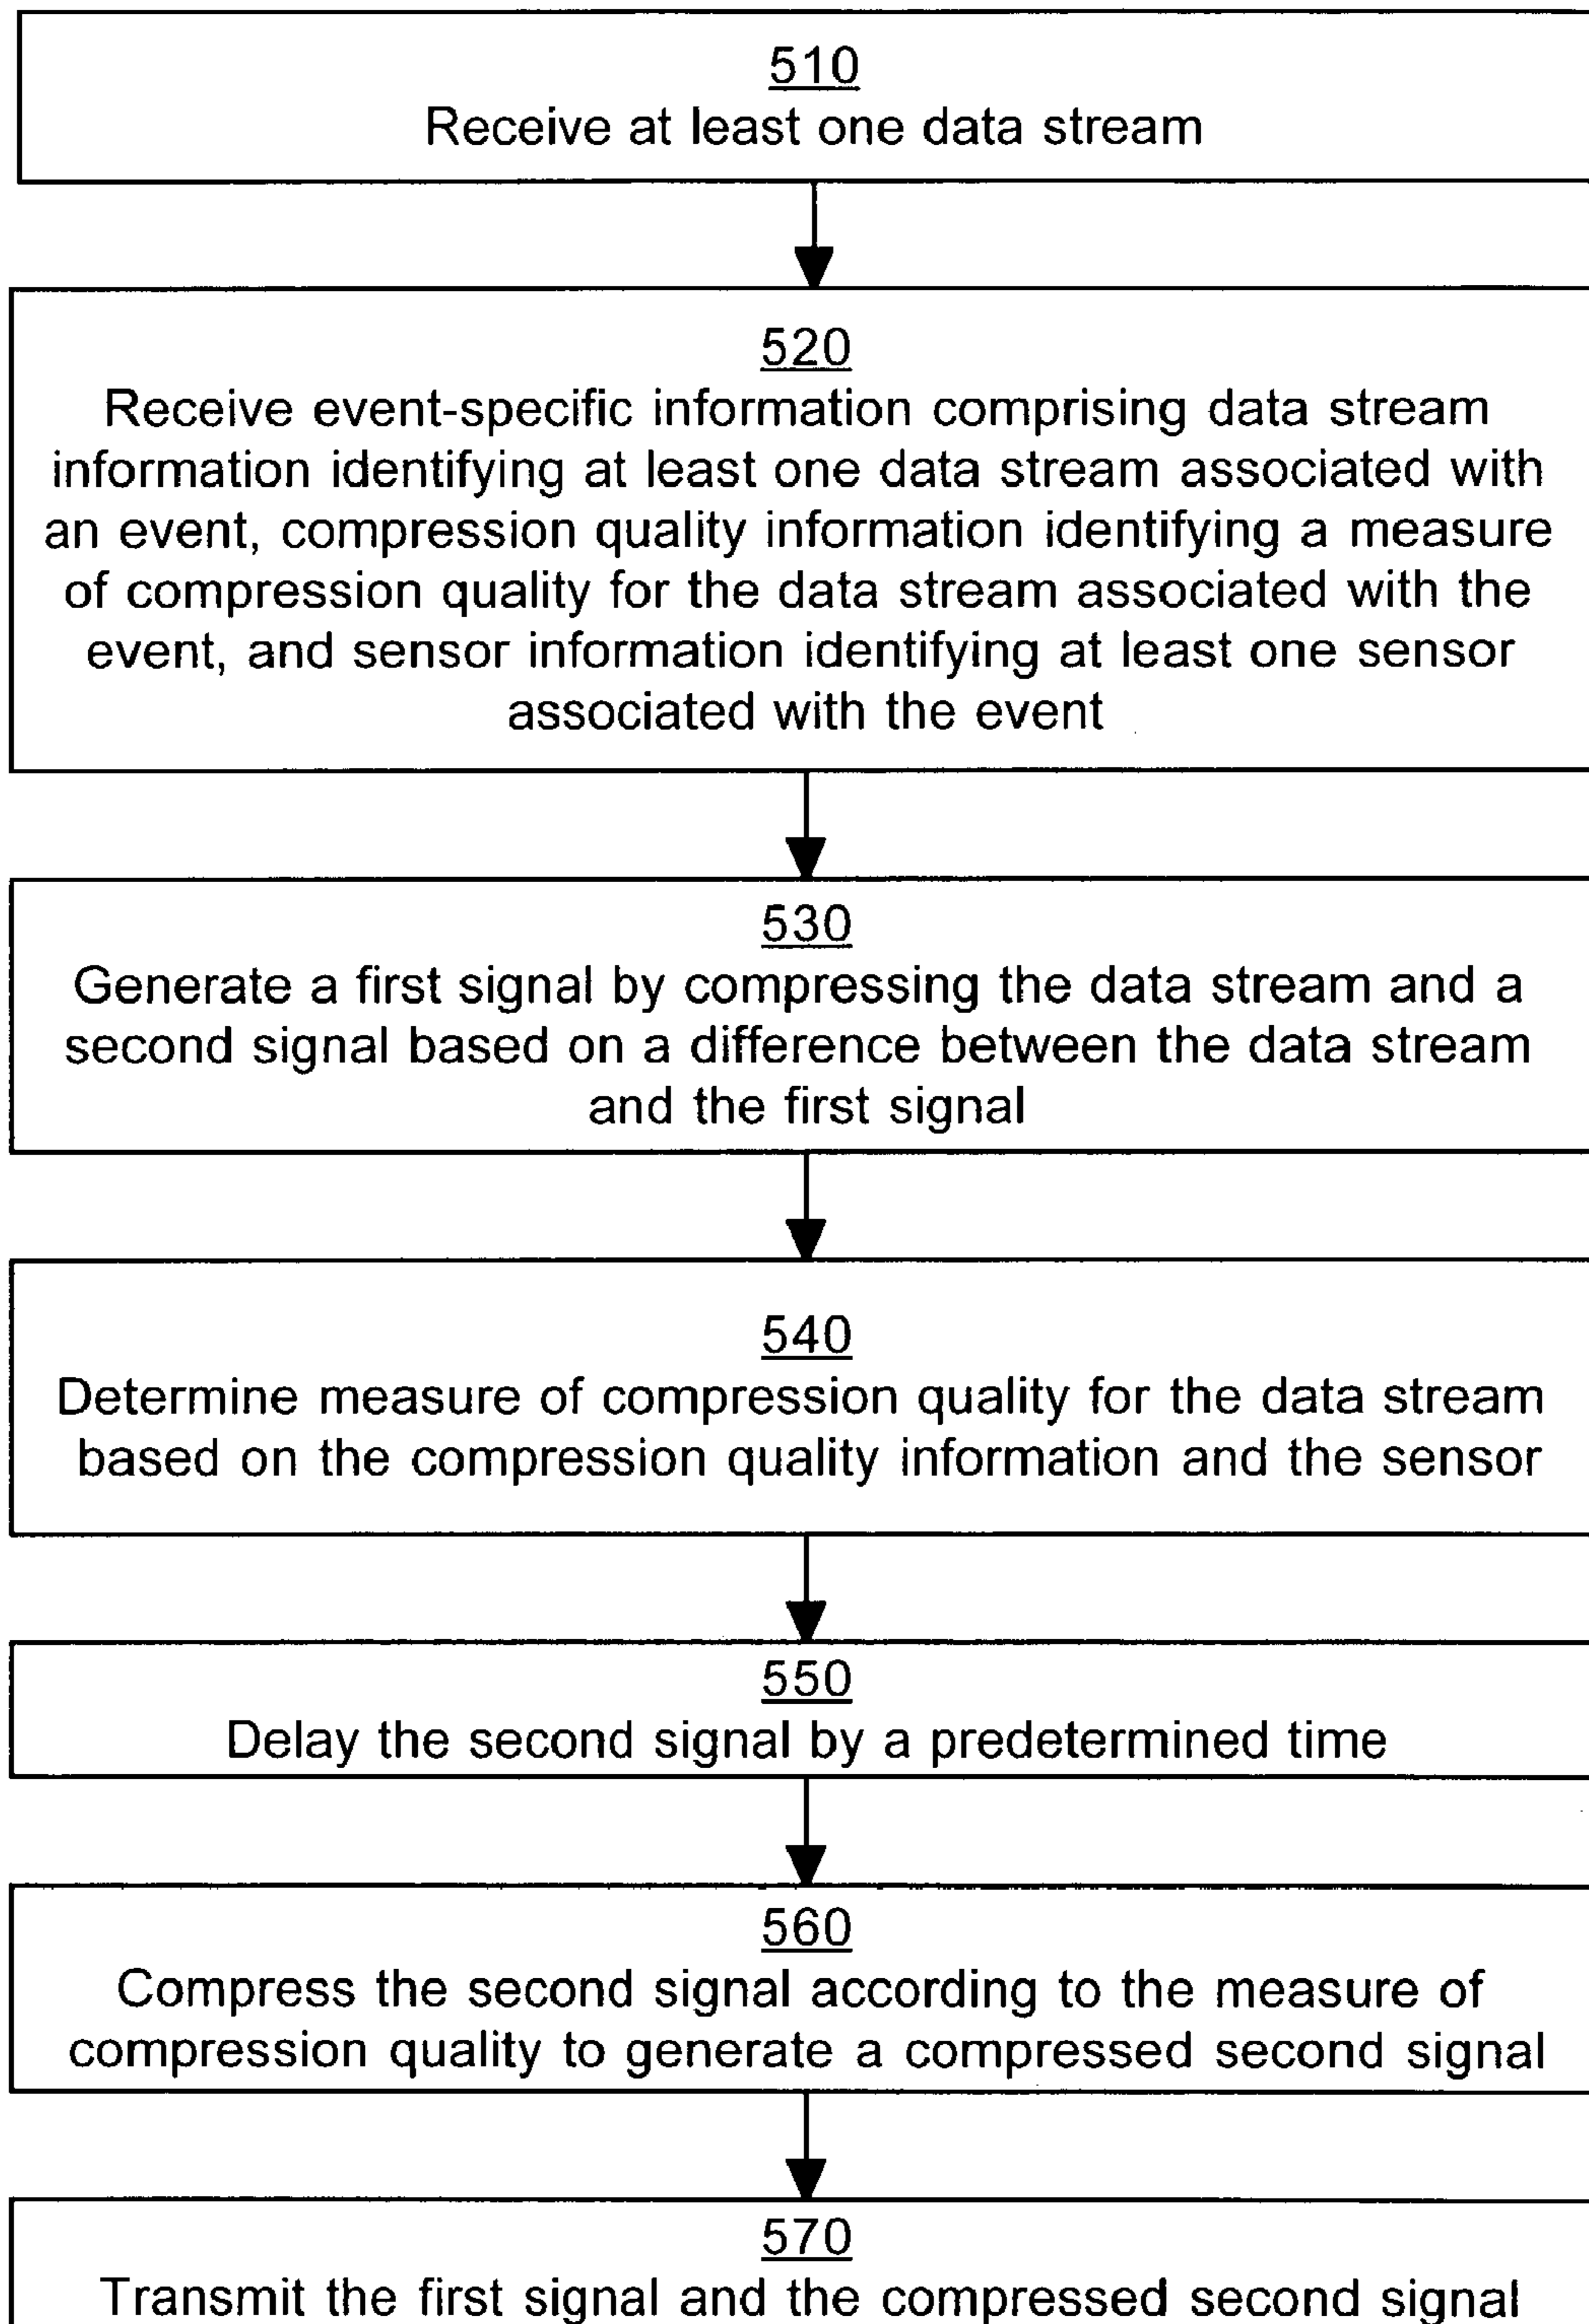 510
Receive at least one data stream
520
Receive event-specific information comprising data stream
information identifying at least one data stream associated with
an event, compression quality information identifying a measure
of compression quality for the data stream associated with the
event, and sensor information identifying at least one sensor
associated with the event
530
Generate a first signal by compressing the data stream and a
second signal based on a difference between the data stream
and the first signal
540
Determine measure of compression quality for the data stream
based on the compression quality information and the sensor
550
Delay the second signal by a predetermined time
560
Compress the second signal according to the measure of
compression quality to generate a compressed second signal
570
Transmit the first signal and the compressed second signal